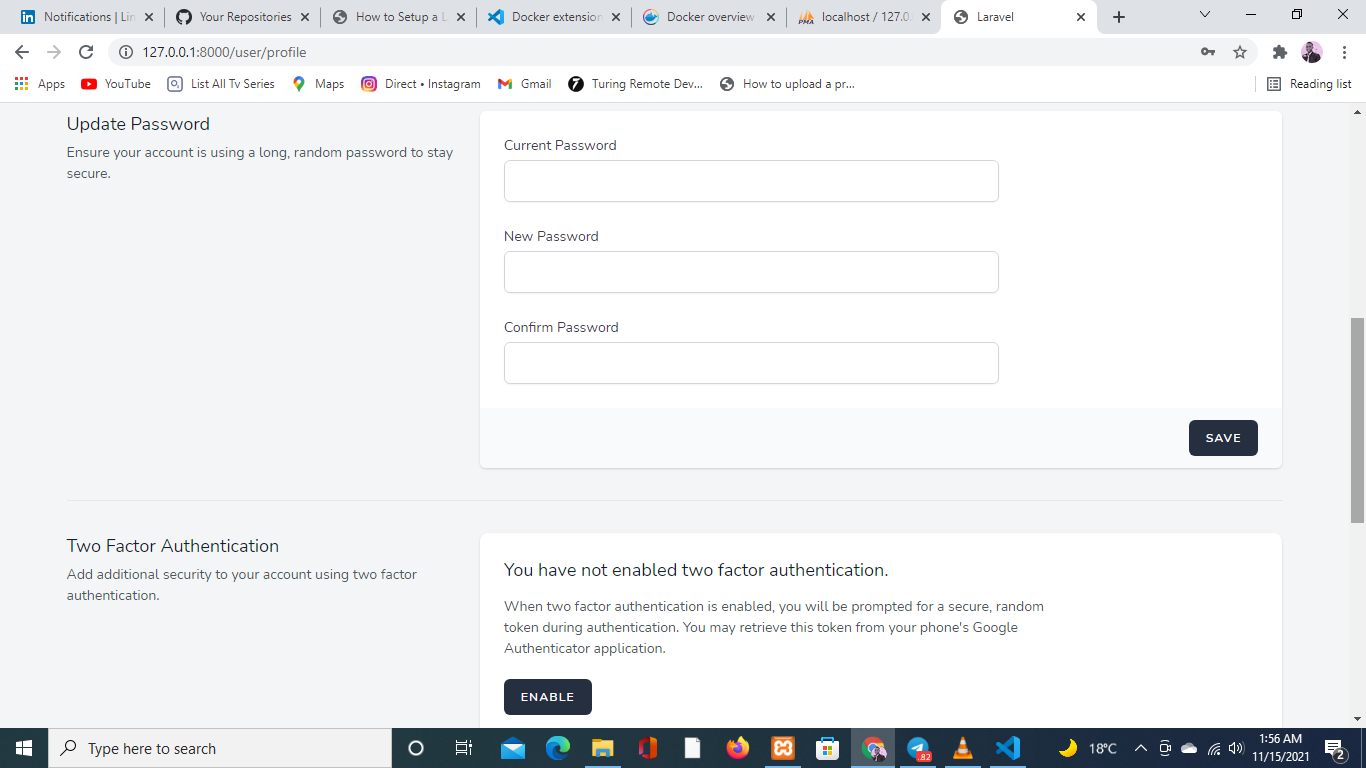 Notifications | Lin
Your Repositories
How to Setup a L
Docker extension
Docker overview
PMA
localhost / 127.0.
Laravel
127.0.0.1:8000/user/profile
Apps
YouTube
List All Tv Series
Maps
Direct • Instagram
Gmail
Turing Remote Dev...
How to upload a pr...
Reading list
Update Password
Ensure your account is using a long, random password to stay
secure.
Current Password
New Password
Confirm Password
SAVE
Two Factor Authentication
Add additional security to your account using two factor
authentication.
You have not enabled two factor authentication.
When two factor authentication is enabled, you will be prompted for a secure, random
token during authentication. You may retrieve this token from your phone's Google
Authenticator application.
ENABLE
Type here to search
82
18°C
1:56 AM
11/15/2021
2